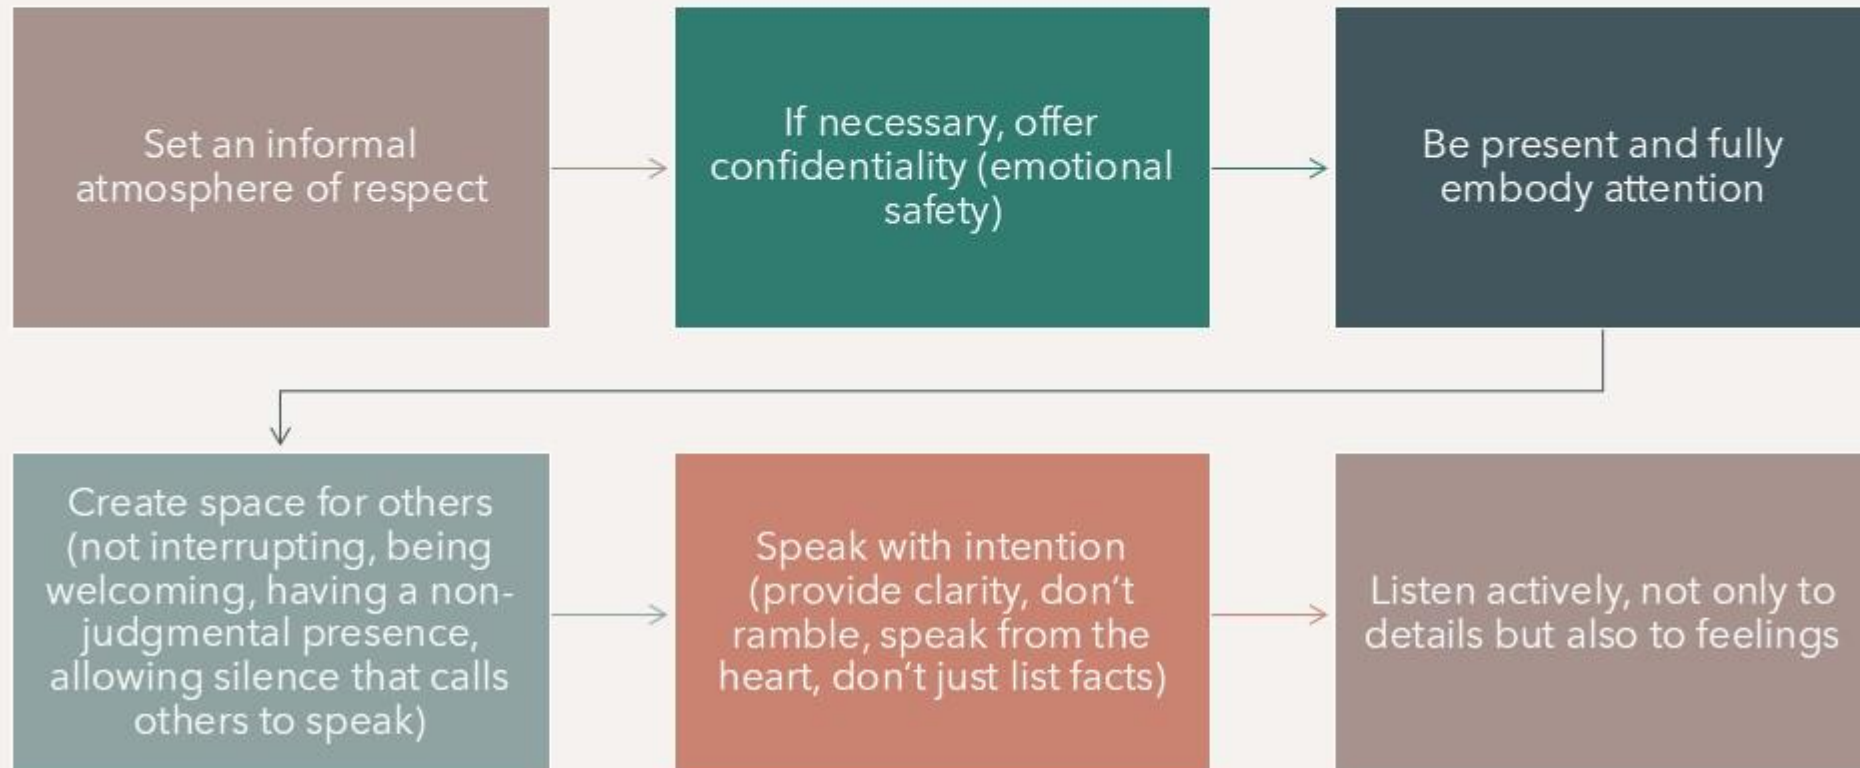 Set an informal
atmosphere of respect
If necessary, offer
confidentiality (emotional
safety)
Be present and fully
embody attention
Create space for others
(not interrupting, being
welcoming, having a non-
judgmental presence,
allowing silence that calls
others to speak)
Speak with intention
(provide clarity, don’t
ramble, speak from the
heart, don’t just list facts)
Listen actively, not only to
details but also to feelings